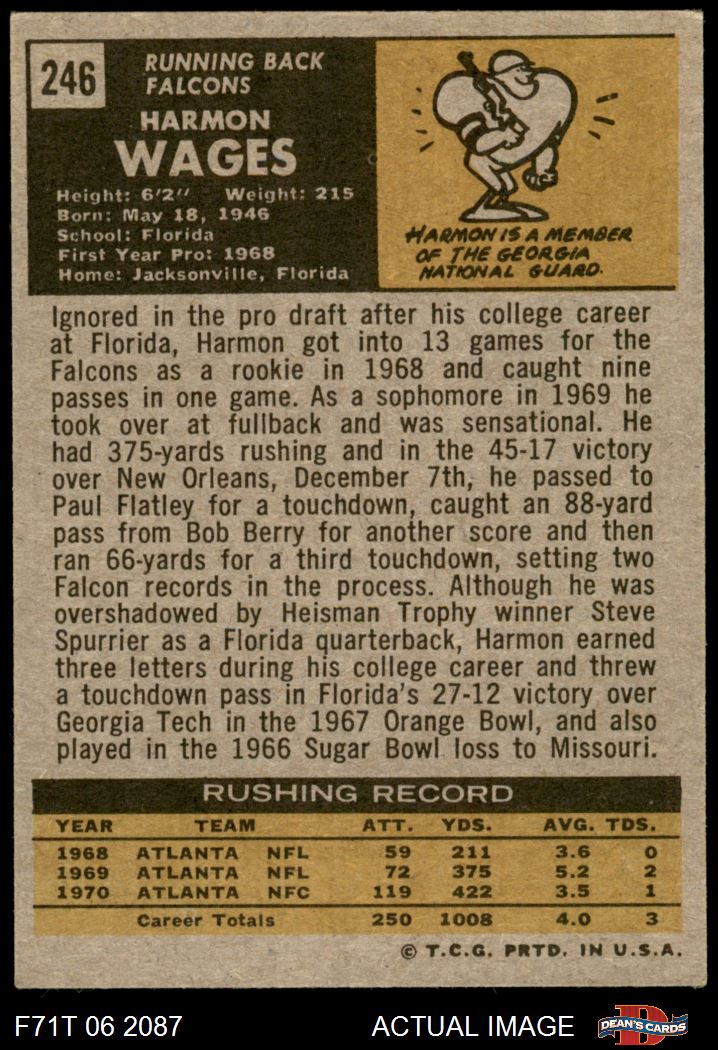 246
RUNNING BACK
FALCONS
HARMON
WAGES
Height: 6'2" Weight: 215
Born: May 18, 1946
School: Florida
First Year Pro: 1968
Home: Jacksonville, Florida
HARMON IS A MEMBER
OF THE GEORGIA
NATIONAL GUARD.
Ignored in the pro draft after his college career
at Florida, Harmon got into 13 games for the
Falcons as a rookie in 1968 and caught nine
passes in one game. As a sophomore in 1969 he
took over at fullback and was sensational. He
had 375-yards rushing and in the 45-17 victory
over New Orleans, December 7th, he passed to
Paul Flatley for a touchdown, caught an 88-yard
pass from Bob Berry for another score and then
ran 66-yards for a third touchdown, setting two
Falcon records in the process. Although he was
overshadowed by Heisman Trophy winner Steve
Spurrier as a Florida quarterback, Harmon earned
three letters during his college career and threw
a touchdown pass in Florida's 27-12 victory over
Georgia Tech in the 1967 Orange Bowl, and also
played in the 1966 Sugar Bowl loss to Missouri.
RUSHING RECORD
YEAR TEAM ATT. YDS. AVG. TDS.
1968 ATLANTA NFL 59 211 3.6 0
1969 ATLANTA NFL 72 375 5.2 2
1970 ATLANTA NFC 119 422 3.5 1
Career Totals 250 1008 4.0 3
© T.C.G. PRTD. IN U.S.A.
F71T 06 2087 ACTUAL IMAGE D DEAN'S CARDS